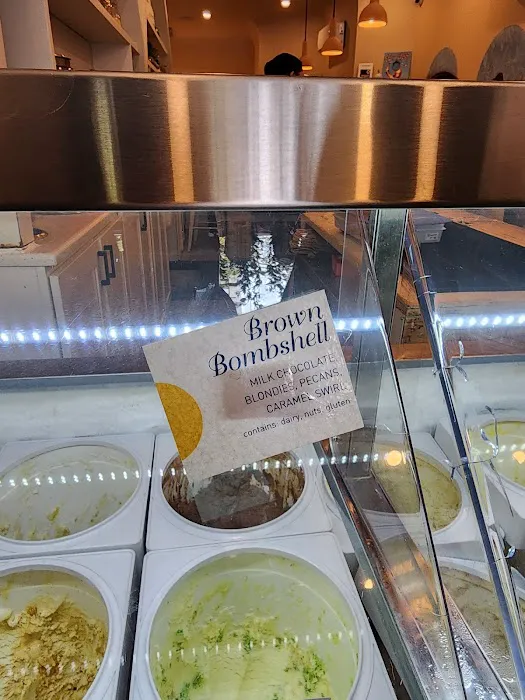 Brown
Bombshell
MILK CHOCOLATE,
BLONDIES, PECANS,
CARAMEL SWIRL
contains: dairy, nuts, gluten